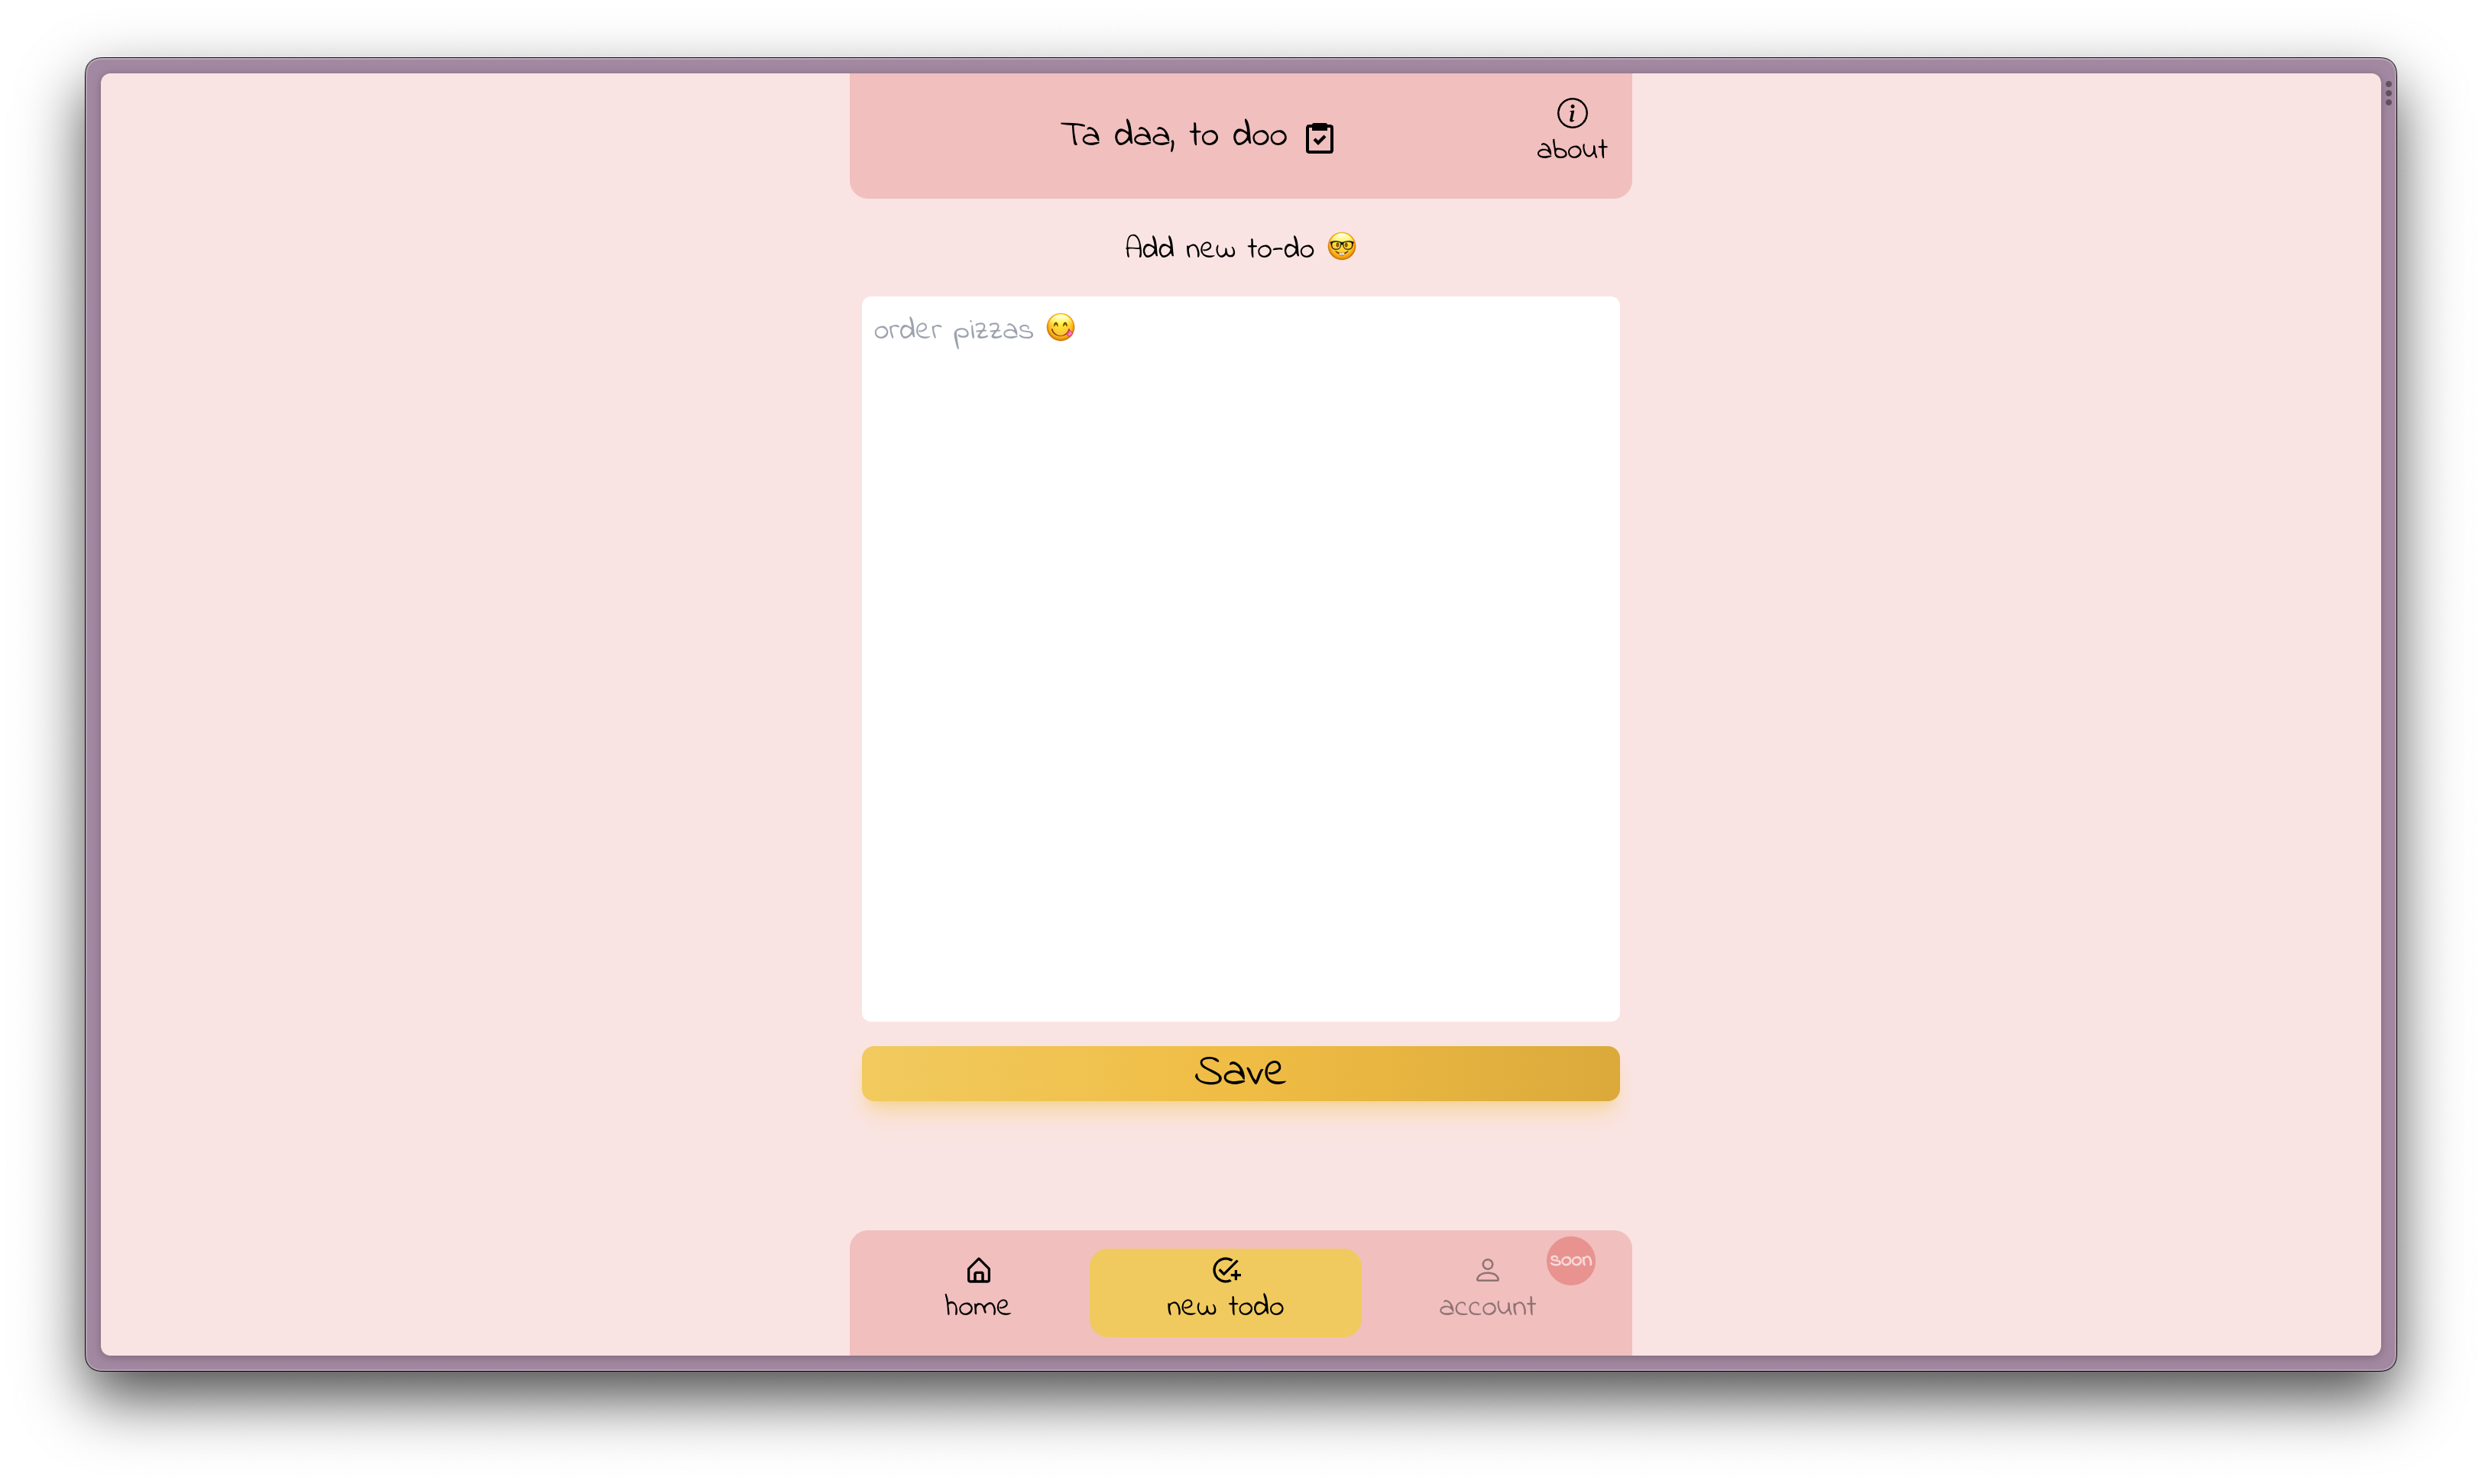 Ta daa, to doo
about
Add new to-do 🤓
order pizzas 😋
Save
home
new todo
account
soon